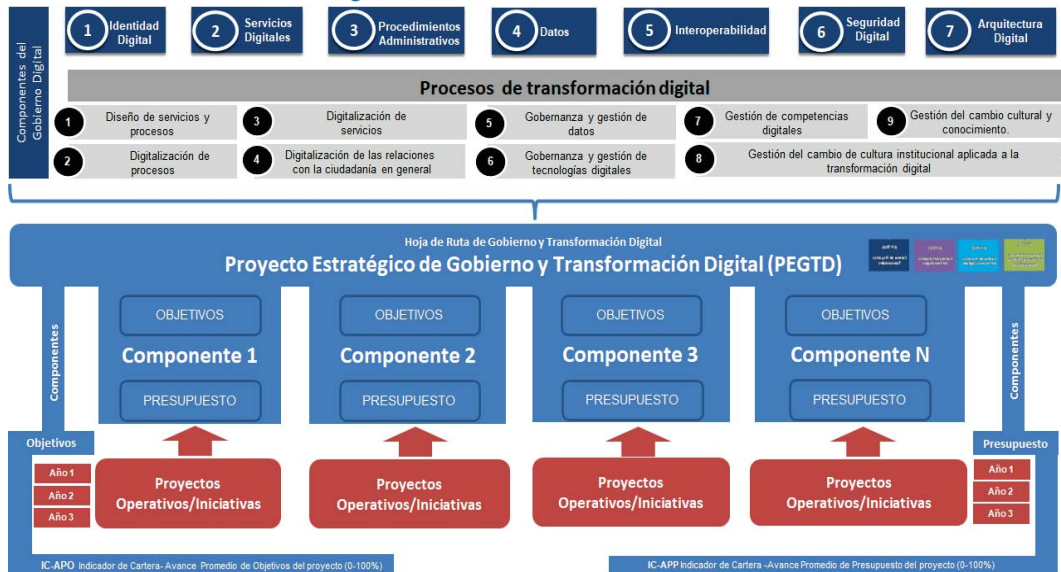 Componentes del
Gobierno Digital
1
Identidad
Digital
2
Servicios
Digitales
3
Procedimientos
Administrativos
4
Datos
5
Interoperabilidad
6
Seguridad
Digital
7
Arquitectura
Digital
Procesos de transformación digital
1
Diseño de servicios y
procesos
3
Digitalización de
servicios
5
Gobernanza y gestión de
datos
7
Gestión de competencias
digitales
9
Gestión del cambio cultural y
conocimiento.
2
Digitalización de
procesos
4
Digitalización de las relaciones
con la ciudadanía en general
6
Gobernanza y gestión de
tecnologías digitales
8
Gestión del cambio de cultura institucional aplicada a la
transformación digital
Hoja de Ruta de Gobierno y Transformación Digital
Proyecto Estratégico de Gobierno y Transformación Digital (PEGTD)
Componentes
OBJETIVOS
Componente 1
PRESUPUESTO
OBJETIVOS
Componente 2
PRESUPUESTO
OBJETIVOS
Componente 3
PRESUPUESTO
OBJETIVOS
Componente N
PRESUPUESTO
Componentes
Objetivos
Año 1
Año 2
Año 3
Proyectos
Operativos/Iniciativas
Proyectos
Operativos/Iniciativas
Proyectos
Operativos/Iniciativas
Proyectos
Operativos/Iniciativas
Presupuesto
Año 1
Año 2
Año 3
IC-APO Indicador de Cartera- Avance Promedio de Objetivos del proyecto (0-100%)
IC-APP Indicador de Cartera -Avance Promedio de Presupuesto del proyecto (0-100%)